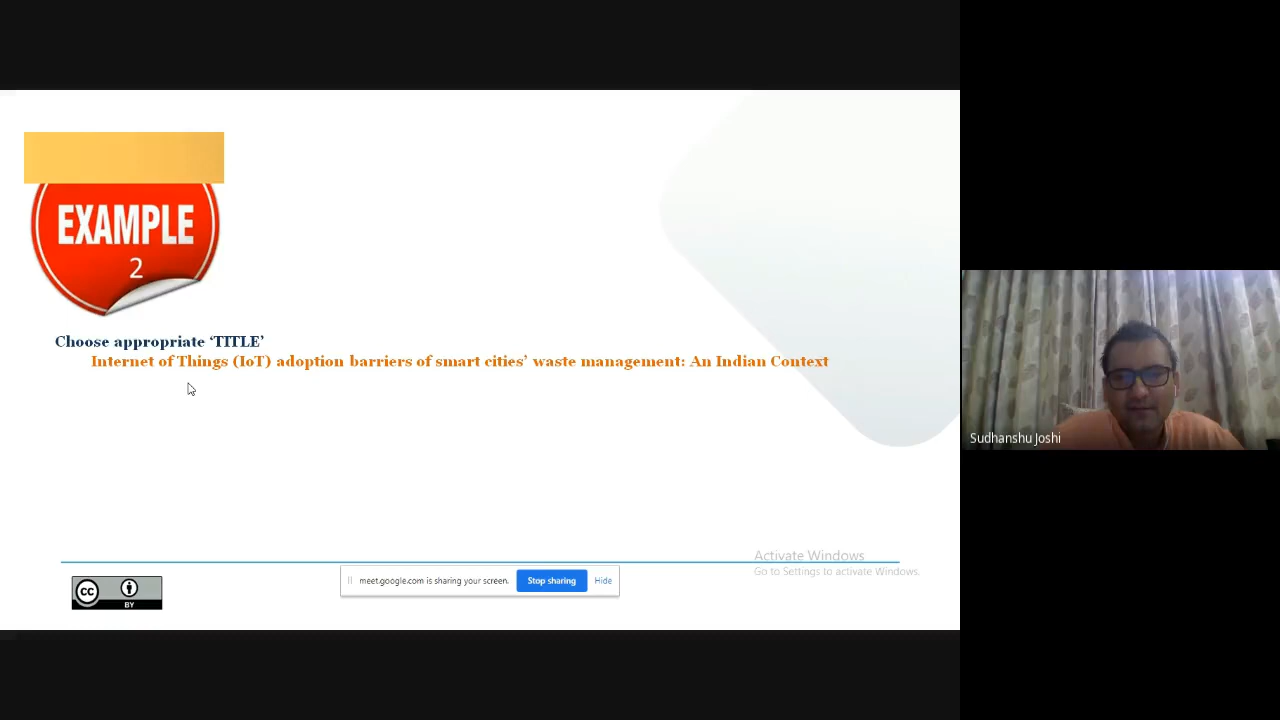 EXAMPLE
2
Choose appropriate ‘TITLE’
Internet of Things (IoT) adoption barriers of smart cities’ waste management: An Indian Context
Sudhanshu Joshi
Activate Windows
Go to Settings to activate Windows.
meet.google.com is sharing your screen. Stop sharing Hide
cc
BY